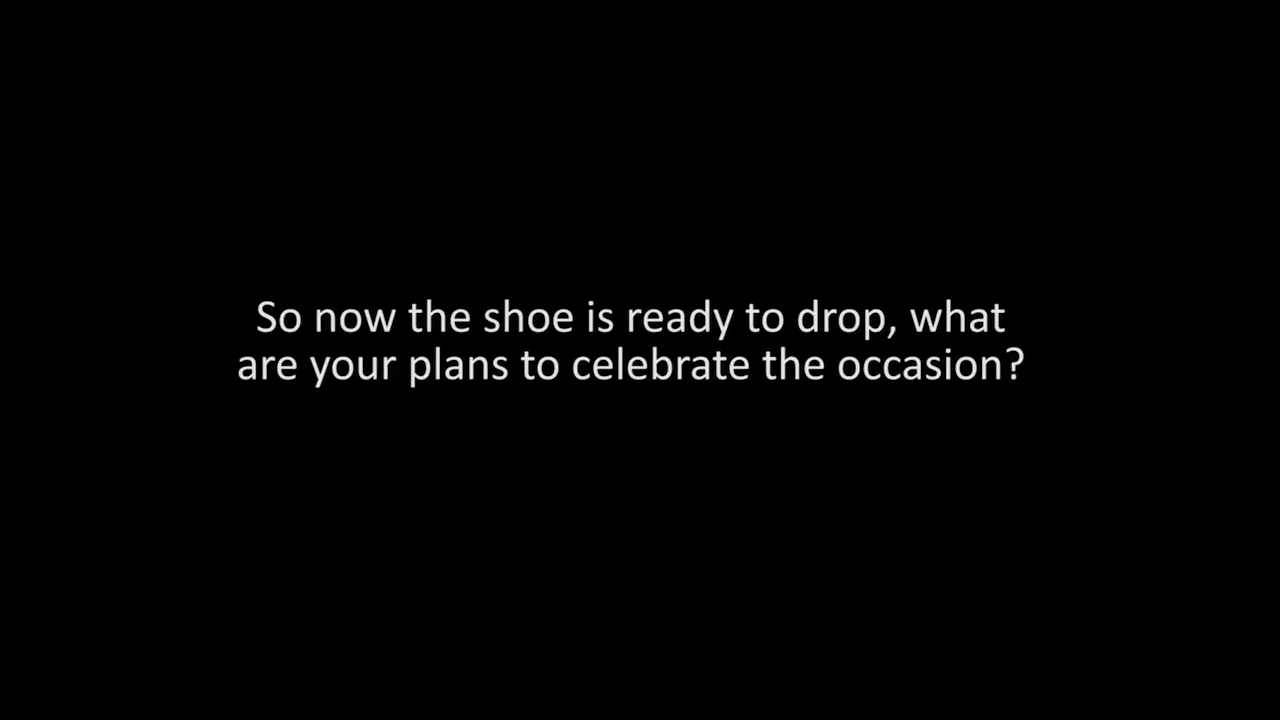 So now the shoe is ready to drop, what
are your plans to celebrate the occasion?